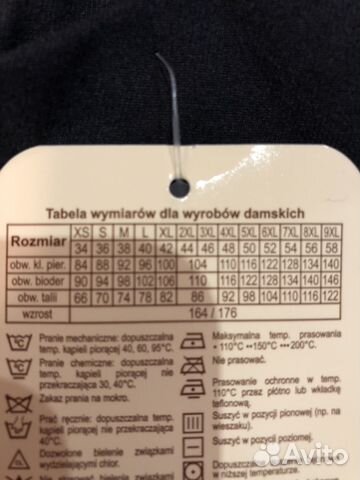 Tabela wymiarów dla wyrobów damskich
Rozmiar XS S M L XL 2XL 3XL 4XL 5XL 6XL 7XL 8XL 9XL
34 36 38 40 42 44 46 48 50 52 54 56 58
obw. kl. pier. 84 88 92 96 100 104 110 116 122 128 134 140
obw. bioder 90 94 98 102 106 110 116 122 128 134 140 146
obw. talii 66 70 74 78 82 86 92 98 104 110 116 122
wzrost 164 / 176
Pranie mechaniczne: dopuszczalna
temp. kąpieli piorącej 40, 60, 95°C.
Pranie chemiczne: dopuszczalna
temp. kąpieli piorącej nie
przekraczająca 30, 40°C.
Zakaz prania na mokro.
Prać ręcznie: dopuszczalna temp.
kąpieli piorącej nie przekraczająca
40°C.
Dozwolone bielenie związkami
wydzielającymi chlor.
Nie bielić związkami
Maksymalna temp. prasowania
• 110°C ••150°C •••200°C.
Nie prasować.
Prasowanie ochronne w temp.
110°C przez płótno lub wkładkę
teflonową.
Suszyć w pozycji pionowej (np. na
wieszaku).
Suszyć w pozycji poziomej.
w niższej temperaturze.
Avito